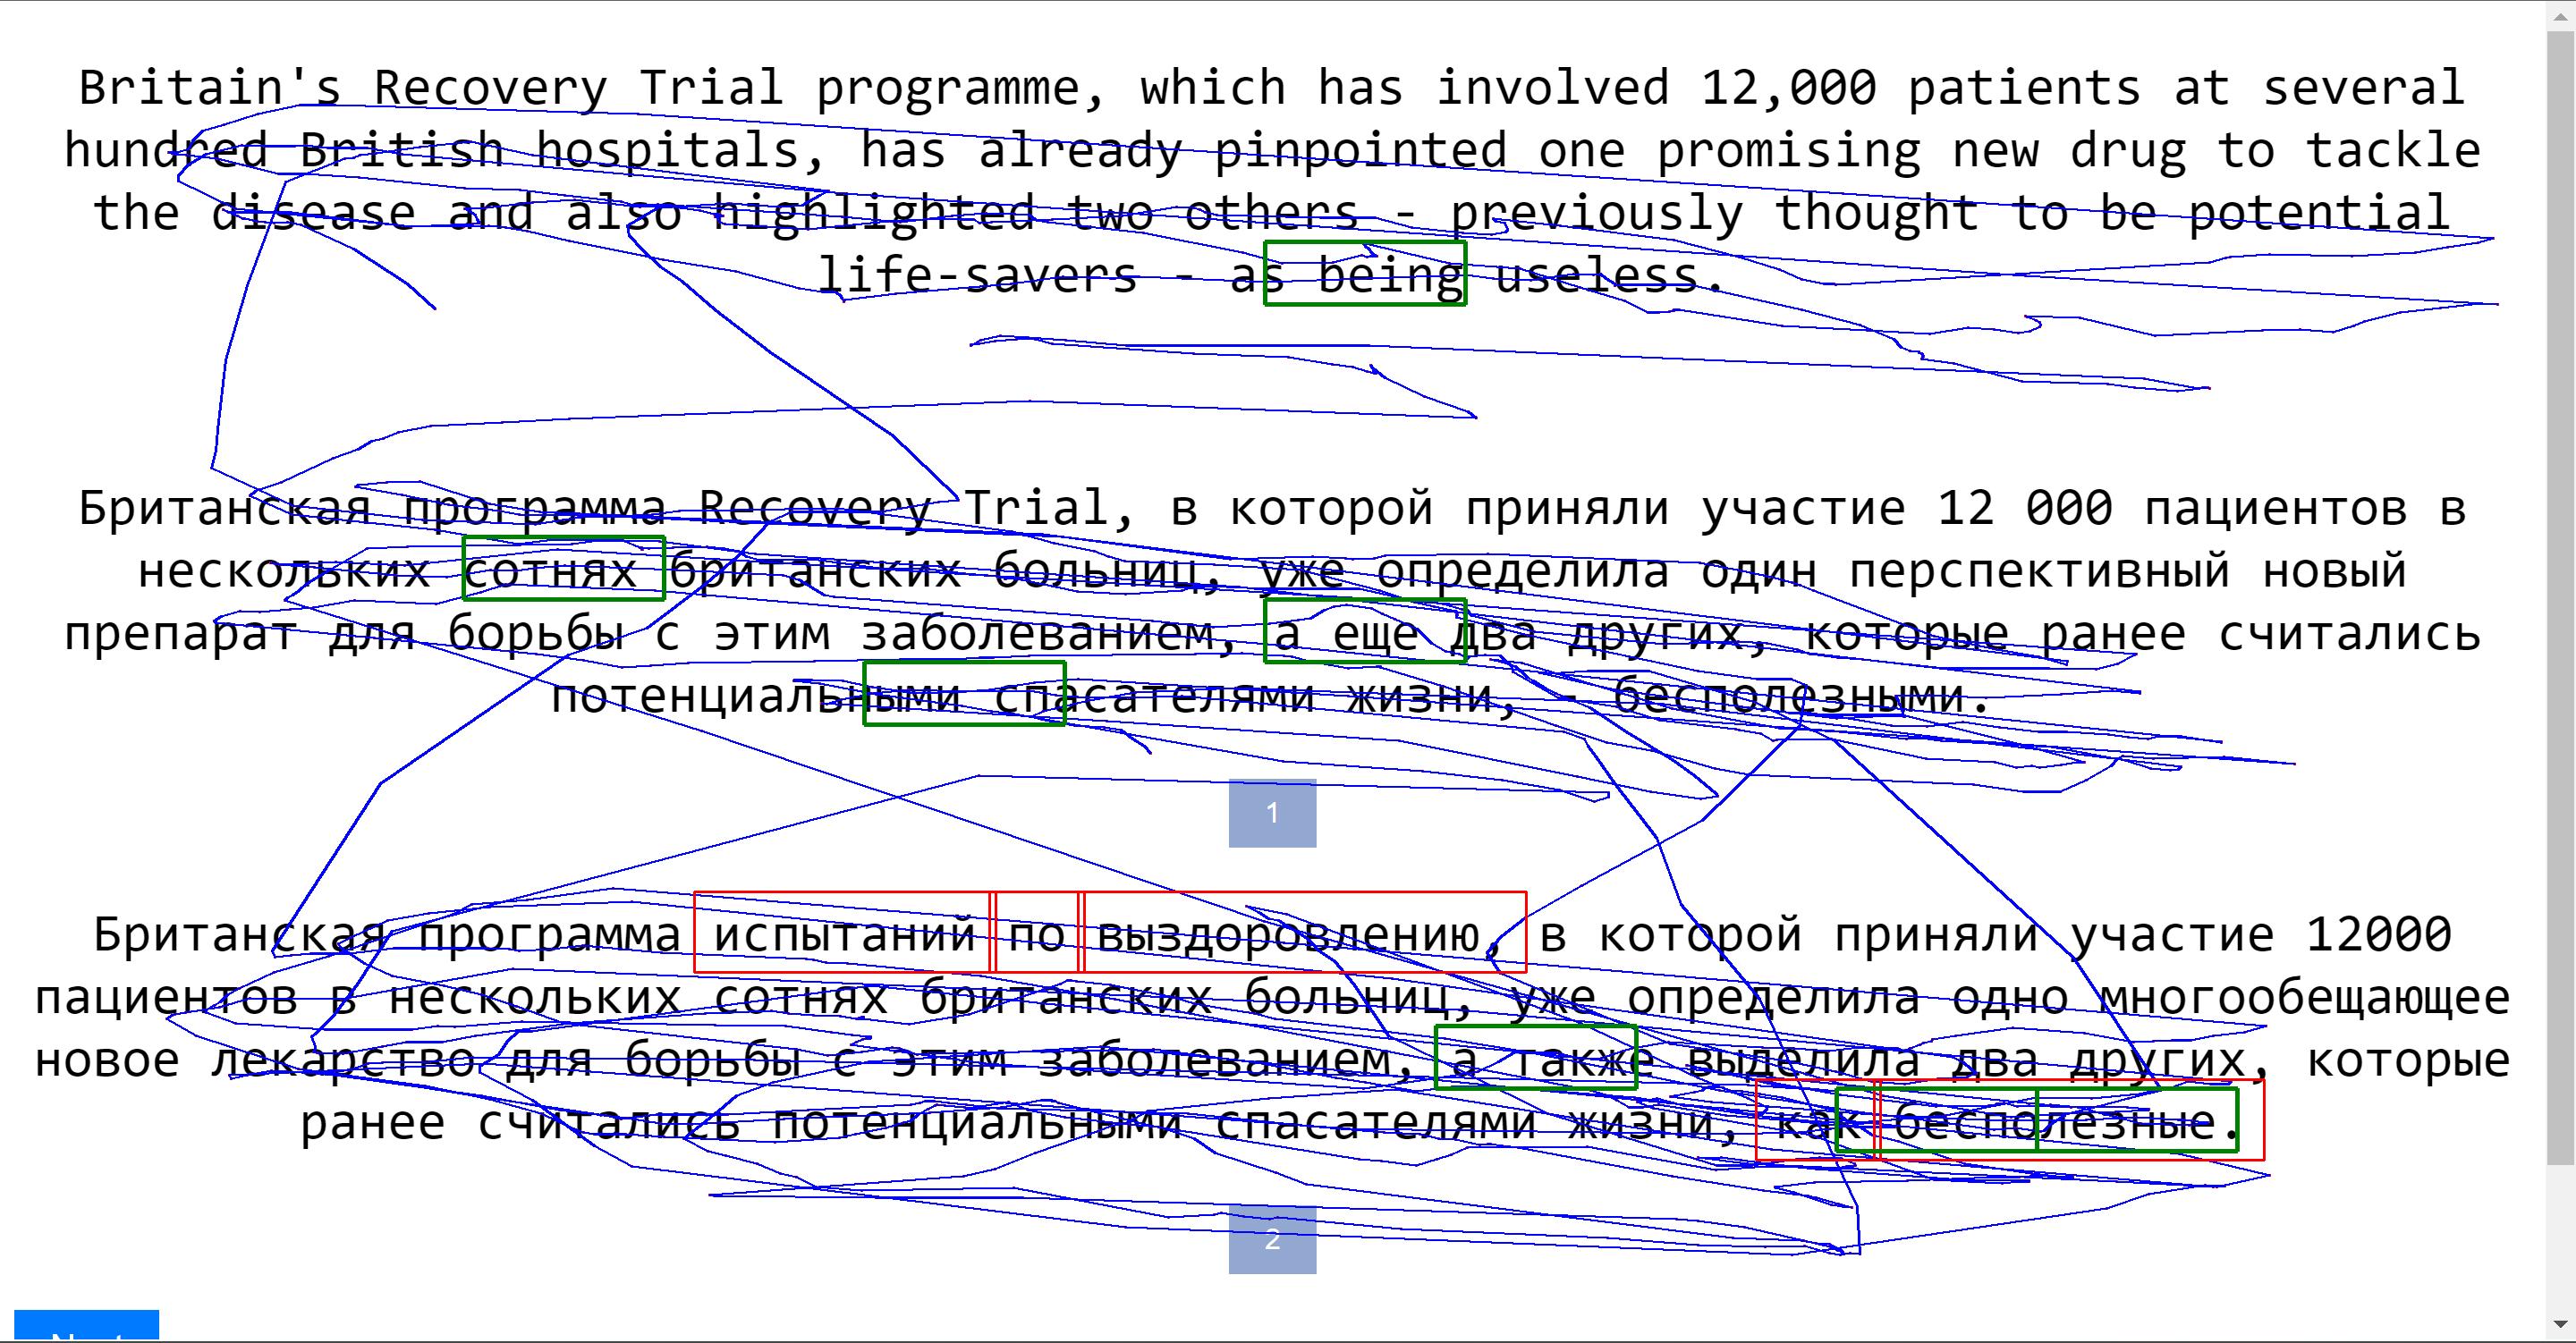 Britain's Recovery Trial programme, which has involved 12,000 patients at several
hundred British hospitals, has already pinpointed one promising new drug to tackle
the disease and also highlighted two others - previously thought to be potential
life-savers - as being useless.
Британская программа Recovery Trial, в которой приняли участие 12 000 пациентов в
нескольких сотнях британских больниц, уже определила один перспективный новый
препарат для борьбы с этим заболеванием, а еще два других, которые ранее считались
потенциальными спасателями жизни, - бесполезными.
1
Британская программа испытаний по выздоровлению, в которой приняли участие 12000
пациентов в нескольких сотнях британских больниц, уже определила одно многообещающее
новое лекарство для борьбы с этим заболеванием, а также выделила два других, которые
ранее считались потенциальными спасателями жизни, как бесполезные.
2